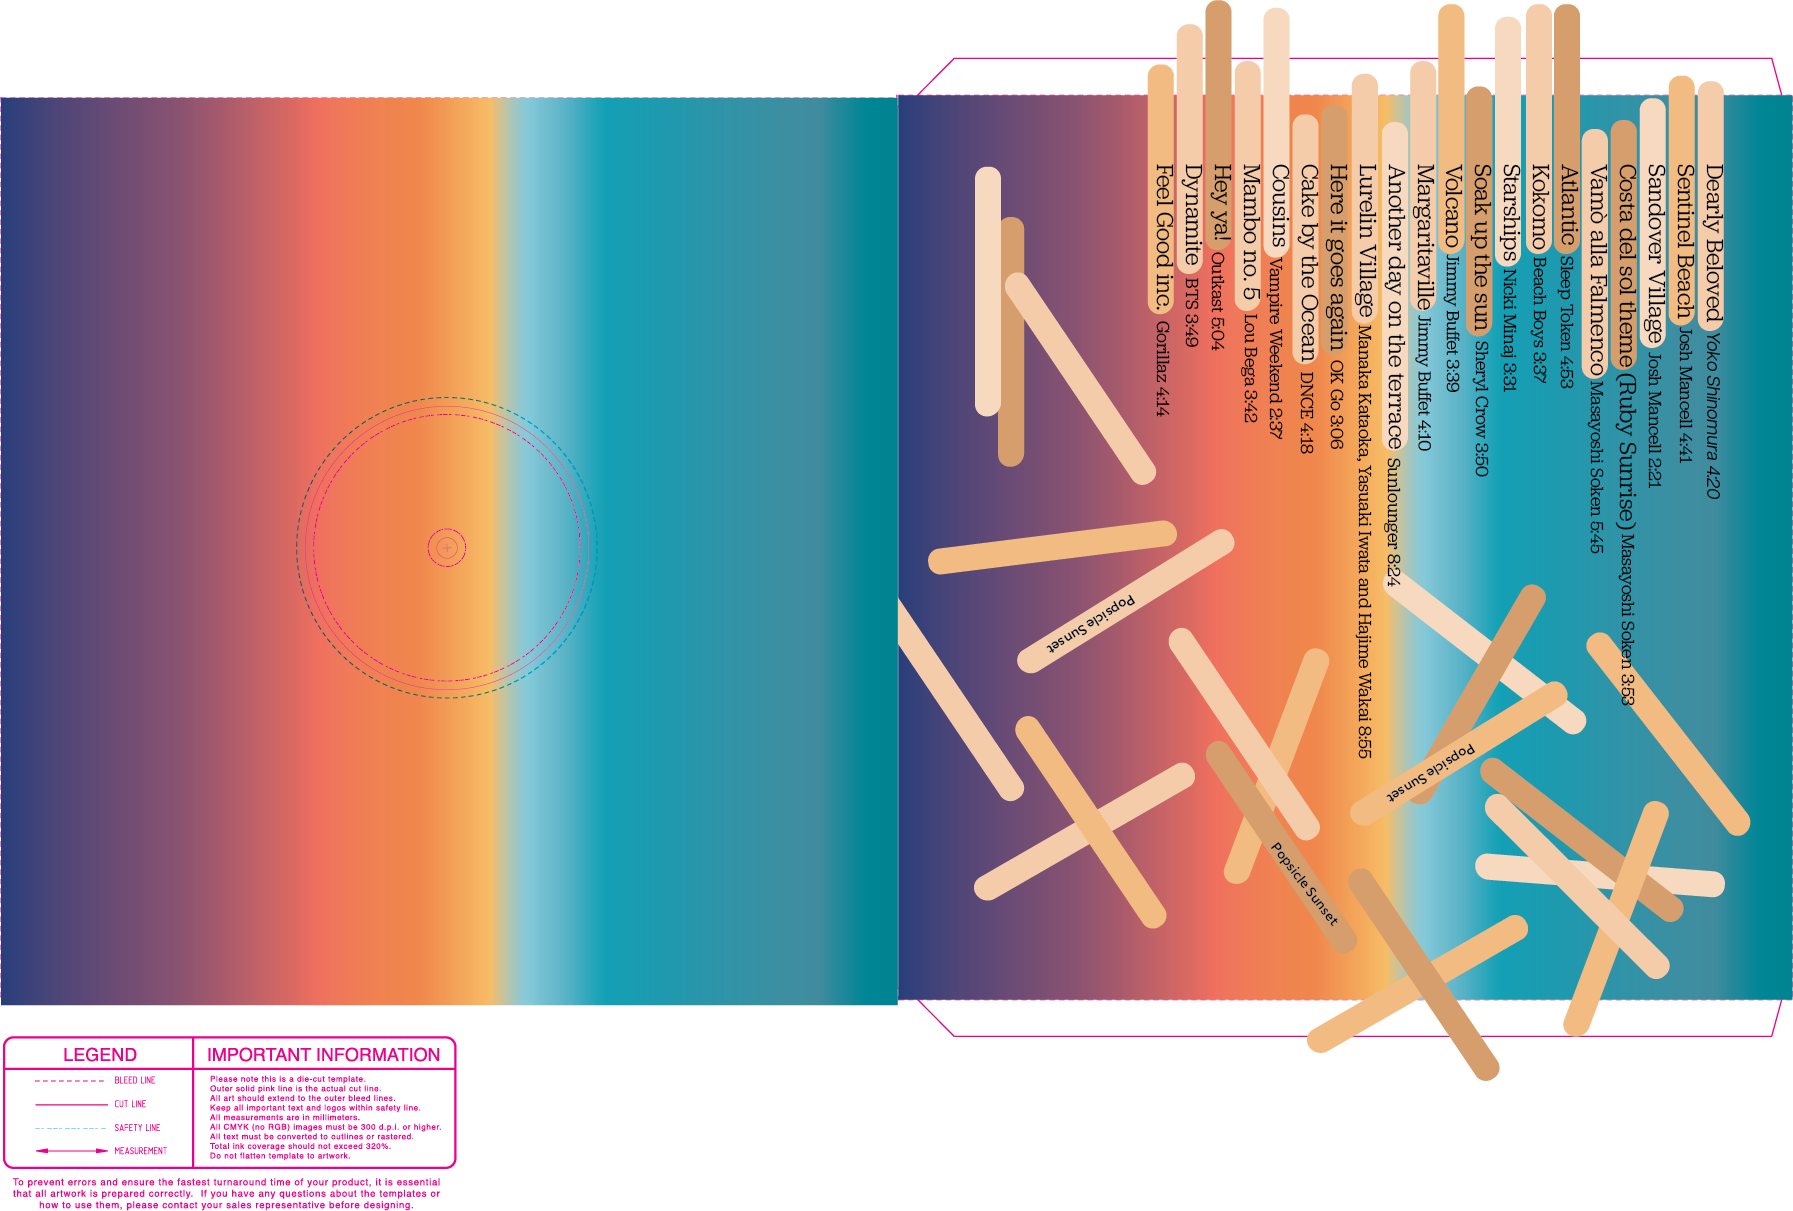 Dearly Beloved Yoko Shinomura 4:20
Sentinel Beach Josh Mancell 4:41
Sandover Village Josh Mancell 2:21
Costa del sol theme (Ruby Sunrise) Masayoshi Soken 3:53
Vamò alla Falmenco Masayoshi Soken 5:45
Atlantic Sleep Token 4:53
Kokomo Beach Boys 3:37
Starships Nicki Minaj 3:31
Soak up the sun Sheryl Crow 3:50
Volcano Jimmy Buffet 3:39
Margaritaville Jimmy Buffet 4:10
Another day on the terrace Sunlounger 8:24
Lurelin Village Manaka Kataoka, Yasuaki Iwata and Hajime Wakai 8:55
Here it goes again OK Go 3:06
Cake by the Ocean DNCE 4:18
Cousins Vampire Weekend 2:37
Mambo no. 5 Lou Bega 3:42
Hey ya! Outkast 5:04
Dynamite BTS 3:49
Feel Good inc. Gorillaz 4:14
Popsicle Sunset
Popsicle Sunset
Popsicle Sunset
LEGEND
BLEED LINE
CUT LINE
SAFETY LINE
MEASUREMENT
IMPORTANT INFORMATION
Please note this is a die-cut template.
Outer solid pink line is the actual cut line.
All art should extend to the outer bleed lines.
Keep all important text and logos within safety line.
All measurements are in millimeters.
All CMYK (no RGB) images must be 300 d.p.i. or higher.
All text must be converted to outlines or rastered.
Total ink coverage should not exceed 320%.
Do not flatten template to artwork.
To prevent errors and ensure the fastest turnaround time of your product, it is essential
that all artwork is prepared correctly. If you have any questions about the templates or
how to use them, please contact your sales representative before designing.